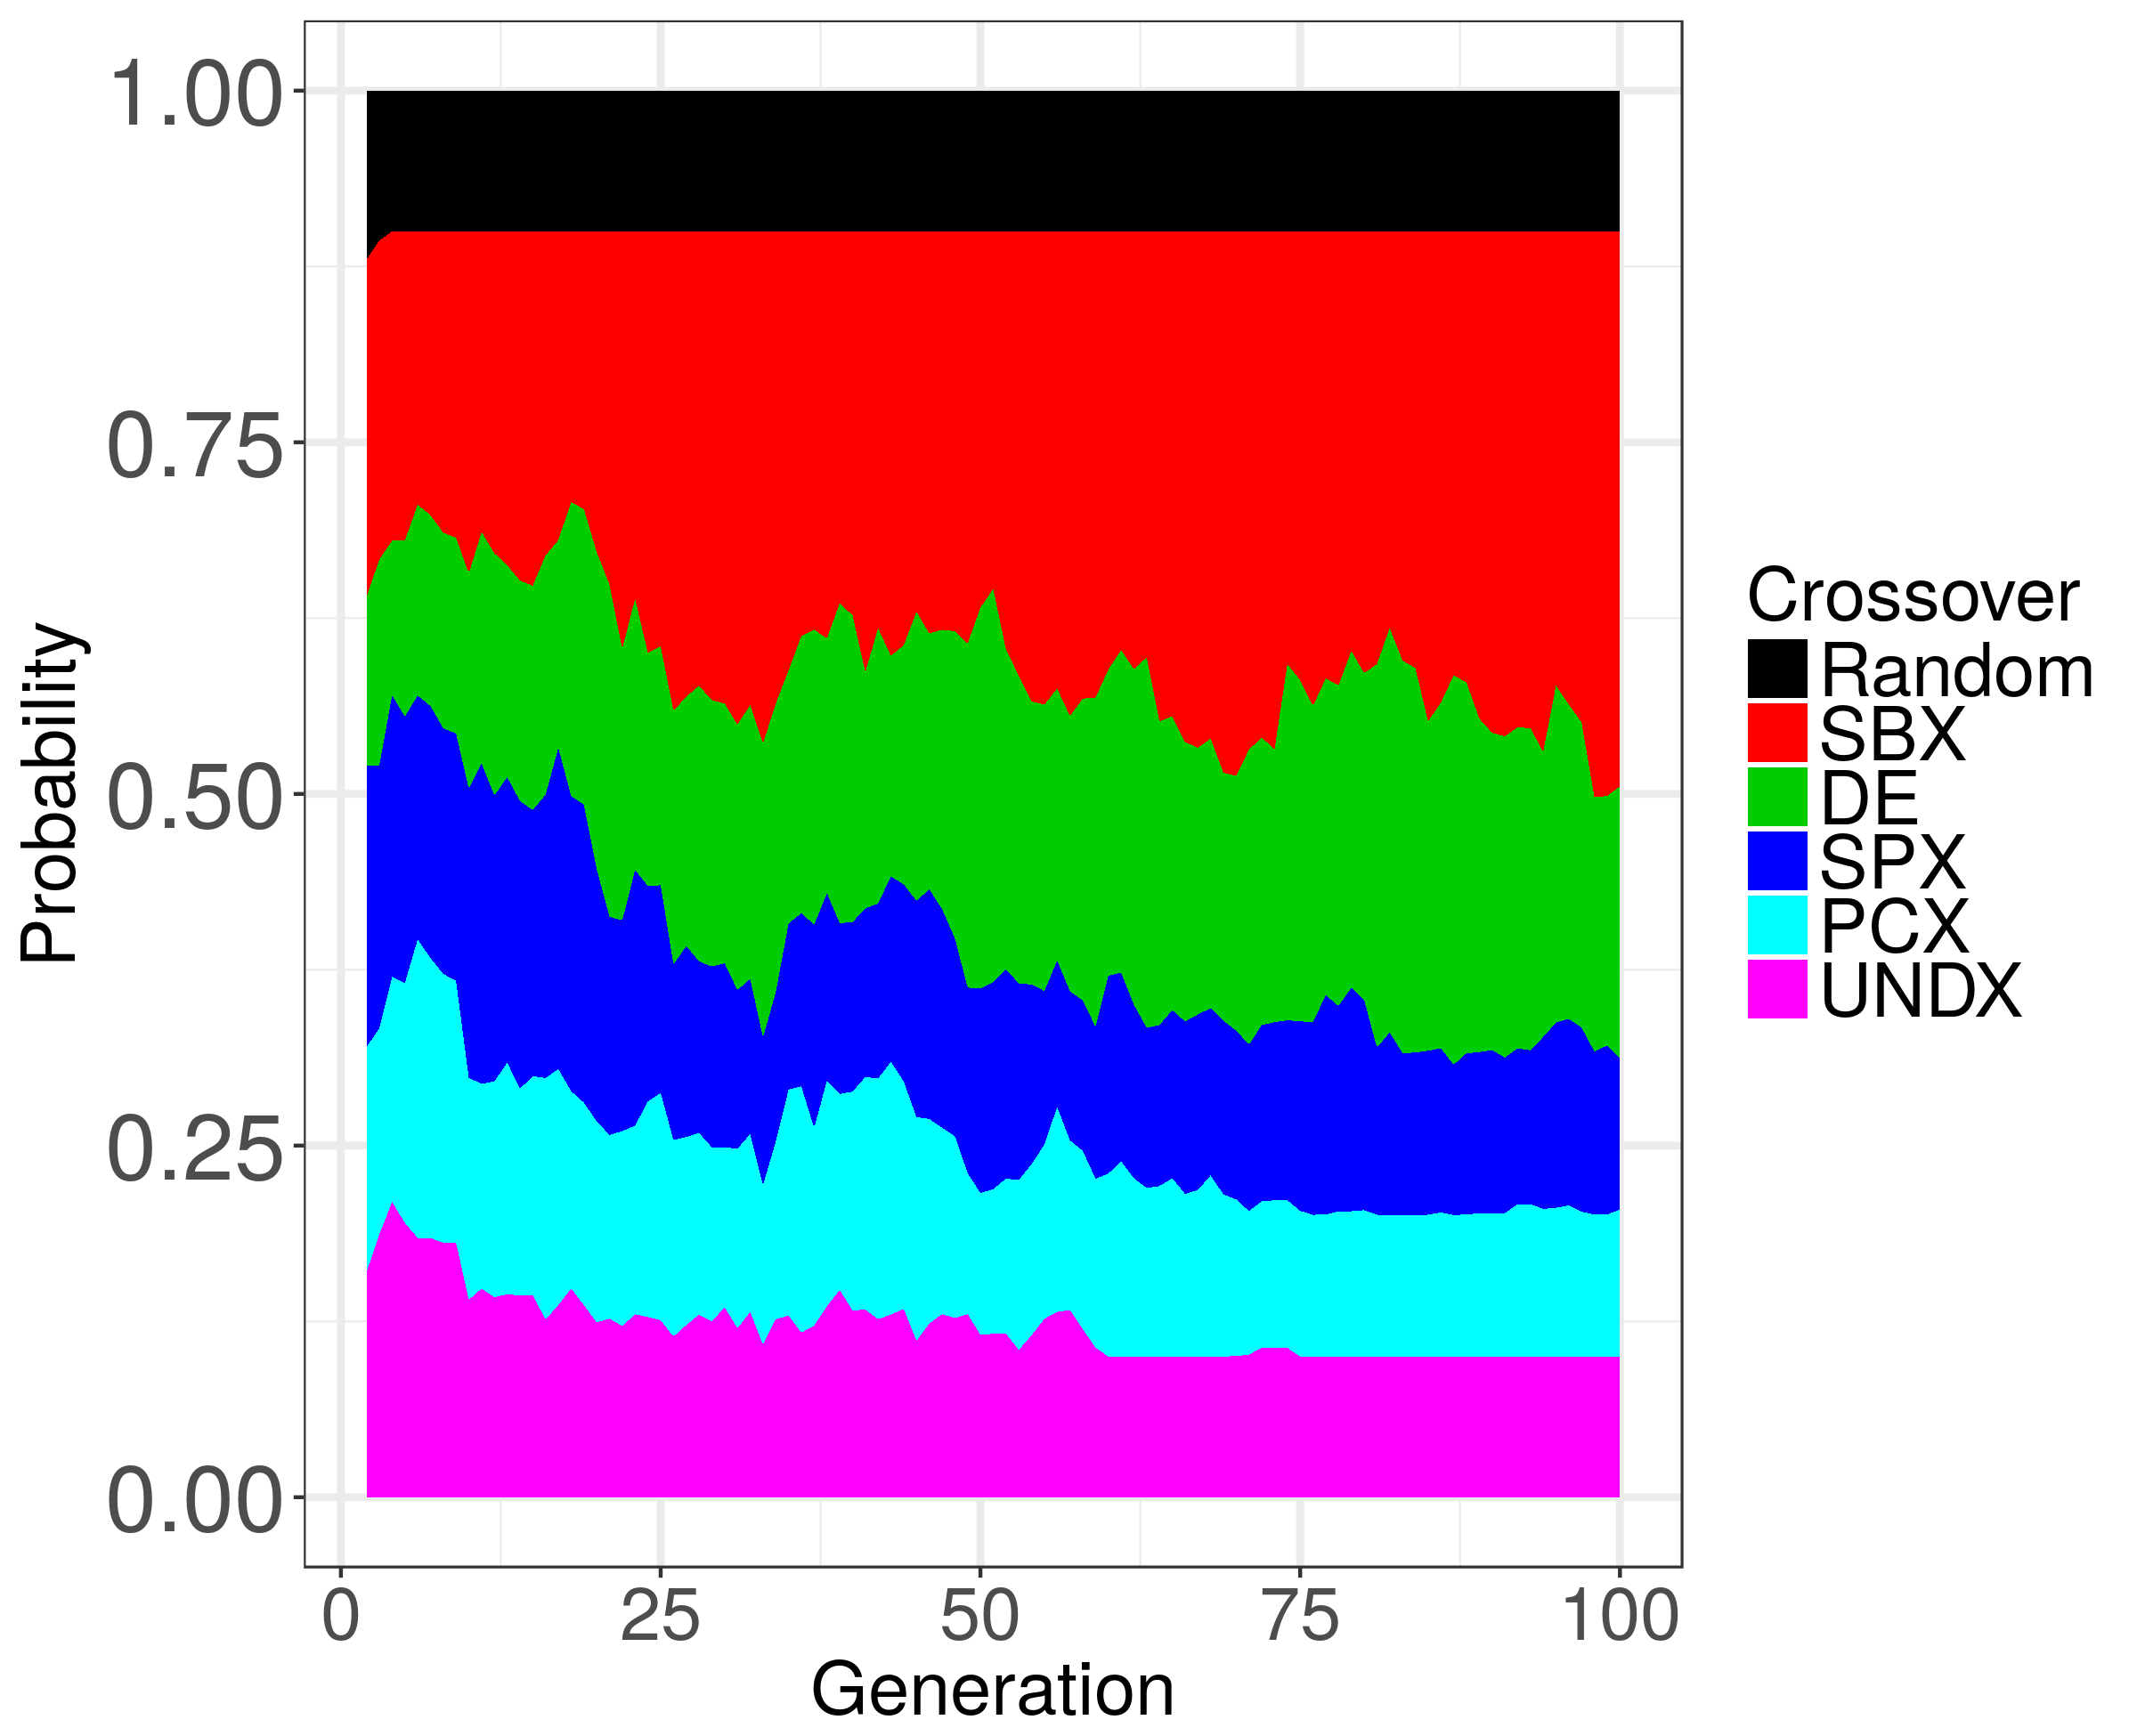 1.00
0.75
0.50
0.25
0.00
Probability
0
25
50
75
100
Generation
Crossover
Random
SBX
DE
SPX
PCX
UNDX